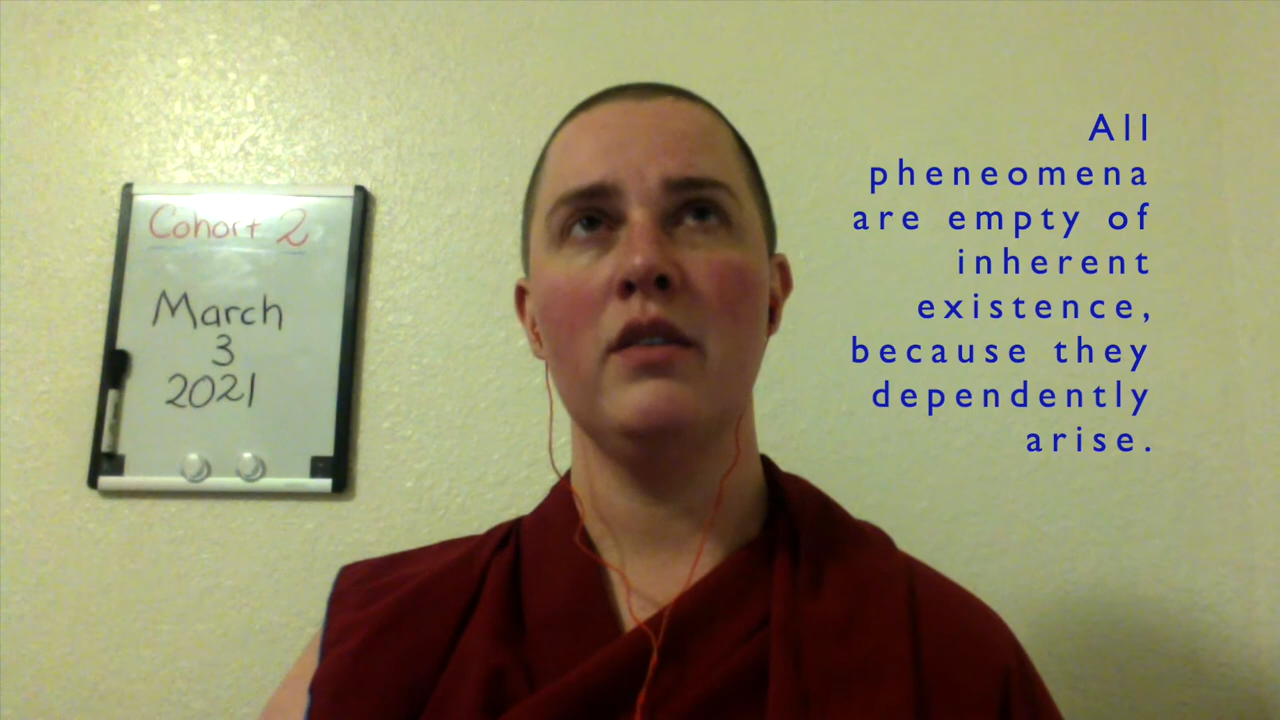 Cohort 2
March
3
2021
All
pheneomena
are empty of
inherent
existence,
because they
dependently
arise.